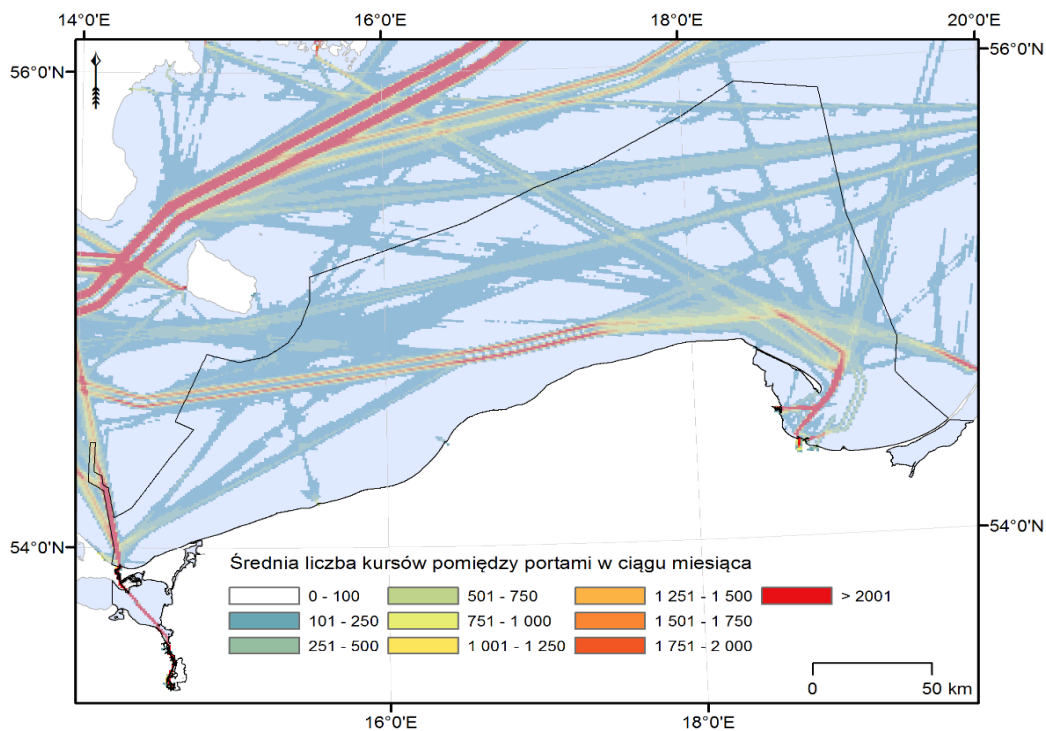 14°0'E 16°0'E 18°0'E 20°0'E
56°0'N 56°0'N
54°0'N 54°0'N
Średnia liczba kursów pomiędzy portami w ciągu miesiąca
0 - 100 501 - 750 1 251 - 1 500 > 2001
101 - 250 751 - 1 000 1 501 - 1 750
251 - 500 1 001 - 1 250 1 751 - 2 000
0 50 km
16°0'E 18°0'E